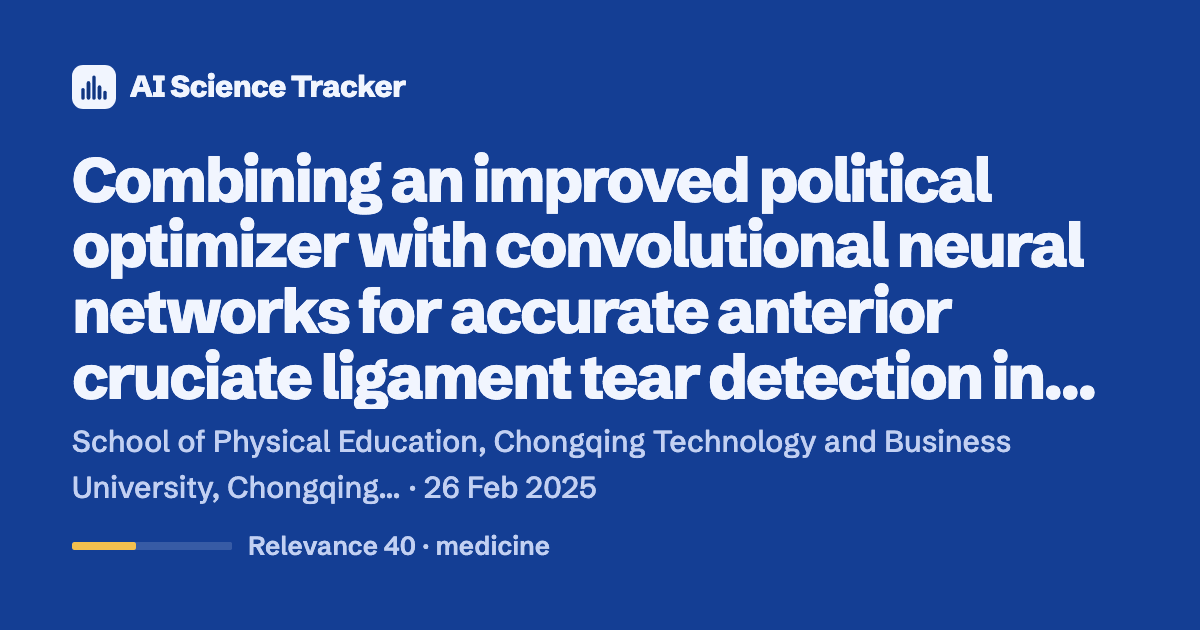 AI Science Tracker
Combining an improved political
optimizer with convolutional neural
networks for accurate anterior
cruciate ligament tear detection in...
School of Physical Education, Chongqing Technology and Business
University, Chongqing... · 26 Feb 2025
Relevance 40 · medicine